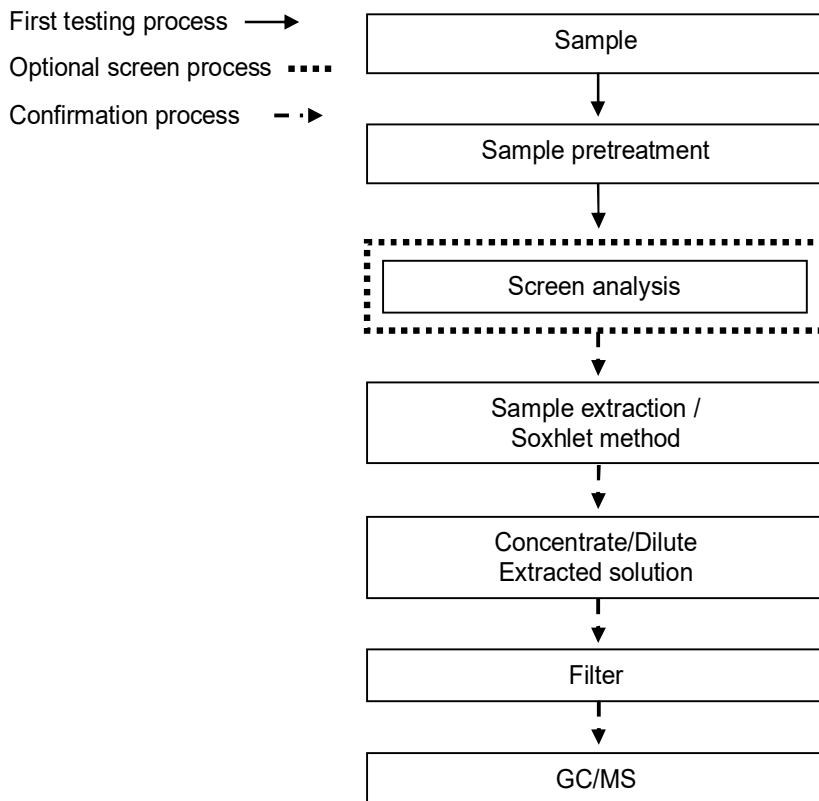 First testing process
Optional screen process
Confirmation process
Sample
Sample pretreatment
Screen analysis
Sample extraction /
Soxhlet method
Concentrate/Dilute
Extracted solution
Filter
GC/MS